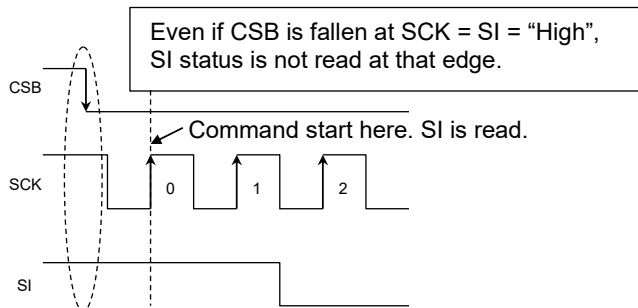 Even if CSB is fallen at SCK = SI = “High”,
SI status is not read at that edge.
CSB
Command start here. SI is read.
SCK
0
1
2
SI